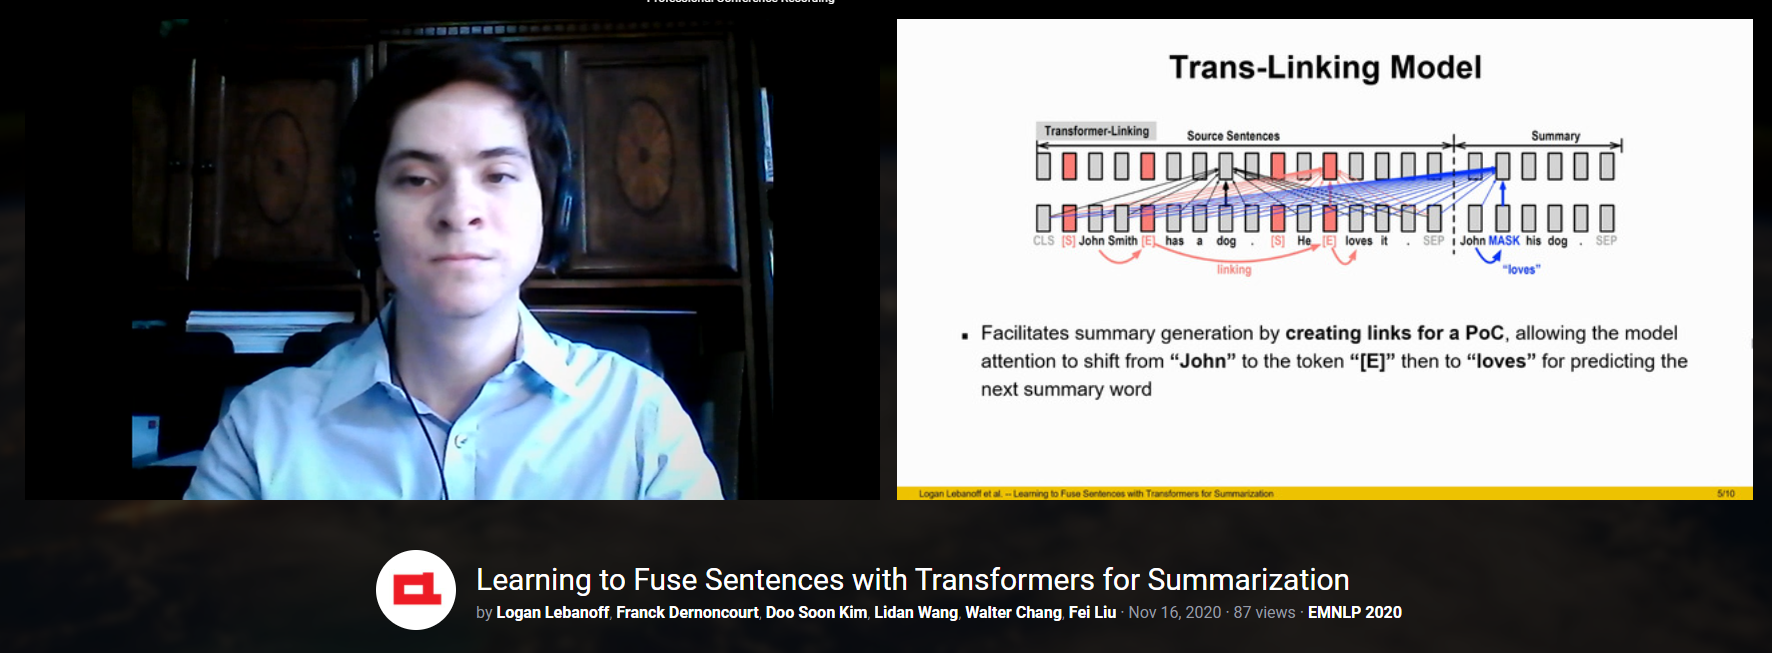 Professional Conference Recording
Trans-Linking Model
Transformer-Linking
Source Sentences
Summary
CLS [S] John Smith [E] has a dog . [S] He [E] loves it . SEP John MASK his dog . SEP
linking
"loves"
▪ Facilitates summary generation by creating links for a PoC, allowing the model
attention to shift from “John” to the token “[E]” then to “loves” for predicting the
next summary word
Logan Lebanoff et al. -- Learning to Fuse Sentences with Transformers for Summarization
5/10
Learning to Fuse Sentences with Transformers for Summarization
by Logan Lebanoff, Franck Dernoncourt, Doo Soon Kim, Lidan Wang, Walter Chang, Fei Liu · Nov 16, 2020 · 87 views · EMNLP 2020